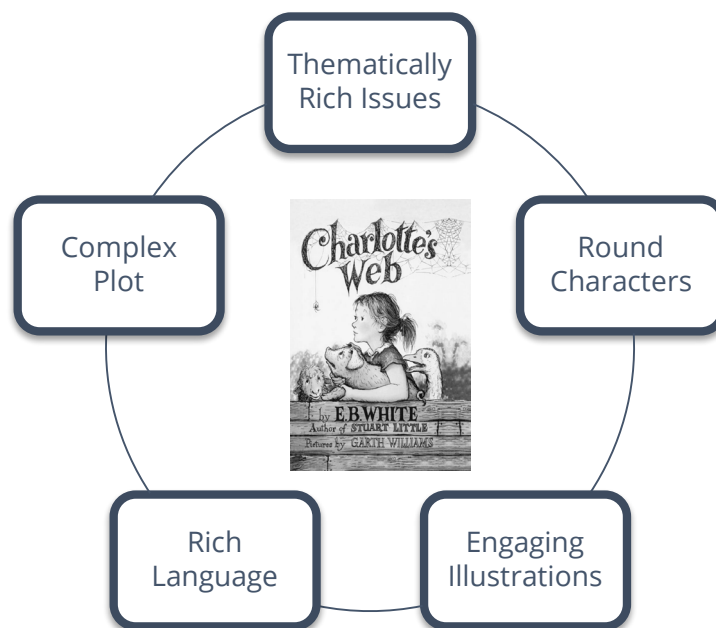 Thematically
Rich Issues
Complex
Plot
Round
Characters
Charlotte's
Web
by E.B.WHITE
Author of STUART LITTLE
Pictures by GARTH WILLIAMS
Rich
Language
Engaging
Illustrations